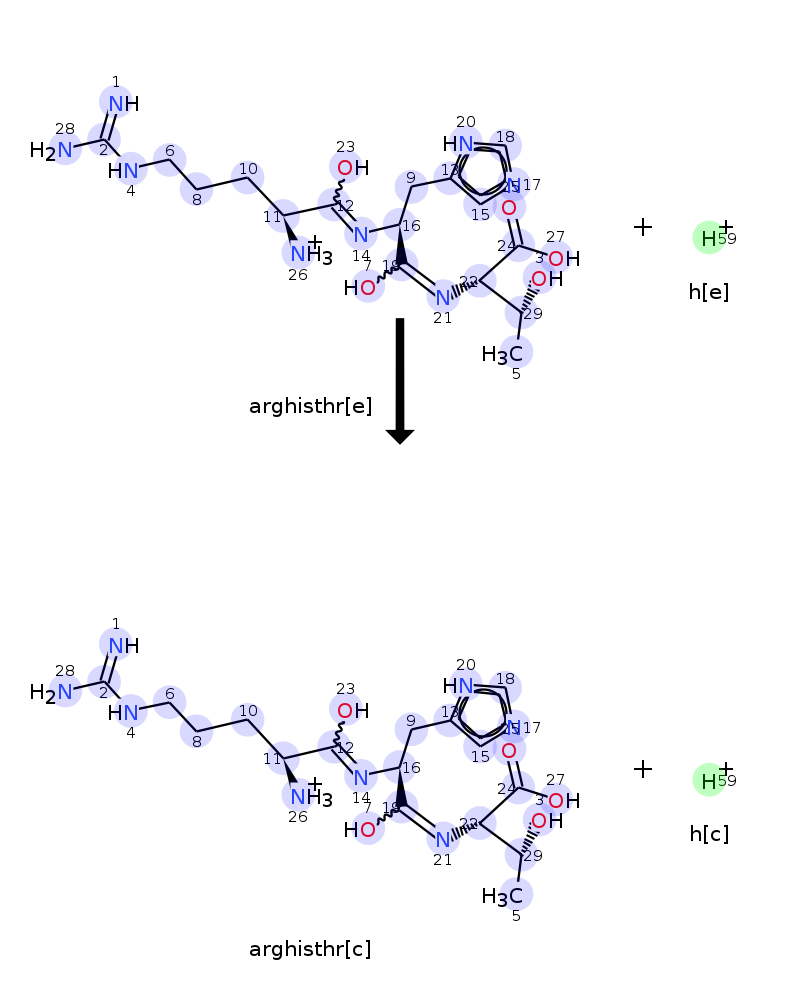 1
NH
28
H2N
2
6
HN
4
8
10
11
23
OH
12
NH3
+
26
N
14
9
16
20
HN
13
18
N
17
25
15
O
7
HO
19
24
27
OH
3
OH
22
N
21
29
H3C
5
+
H
+
59
h[e]
arghisthr[e]
1
NH
28
H2N
2
6
HN
4
8
10
11
23
OH
12
NH3
+
26
N
14
9
16
20
HN
13
18
N
17
25
15
O
7
HO
19
24
27
OH
3
OH
22
N
21
29
H3C
5
+
H
+
59
h[c]
arghisthr[c]